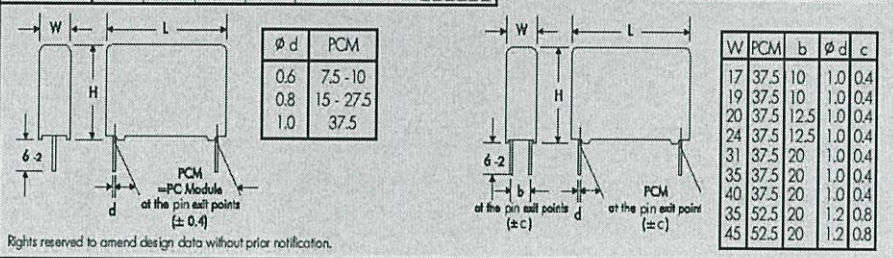 W
L
H
6 -2
d
PCM
=PC Module
at the pin exit points
(± 0.4)
Ø d PCM
0.6 7.5 -10
0.8 15 - 27.5
1.0 37.5
W
L
H
6 -2
b
at the pin exit points
(±c)
d
PCM
at the pin exit point
(±c)
W PCM b Ø d c
17 37.5 10 1.0 0.4
19 37.5 10 1.0 0.4
20 37.5 12.5 1.0 0.4
24 37.5 12.5 1.0 0.4
31 37.5 20 1.0 0.4
35 37.5 20 1.0 0.4
40 37.5 20 1.0 0.4
35 52.5 20 1.2 0.8
45 52.5 20 1.2 0.8
Rights reserved to amend design data without prior notification.